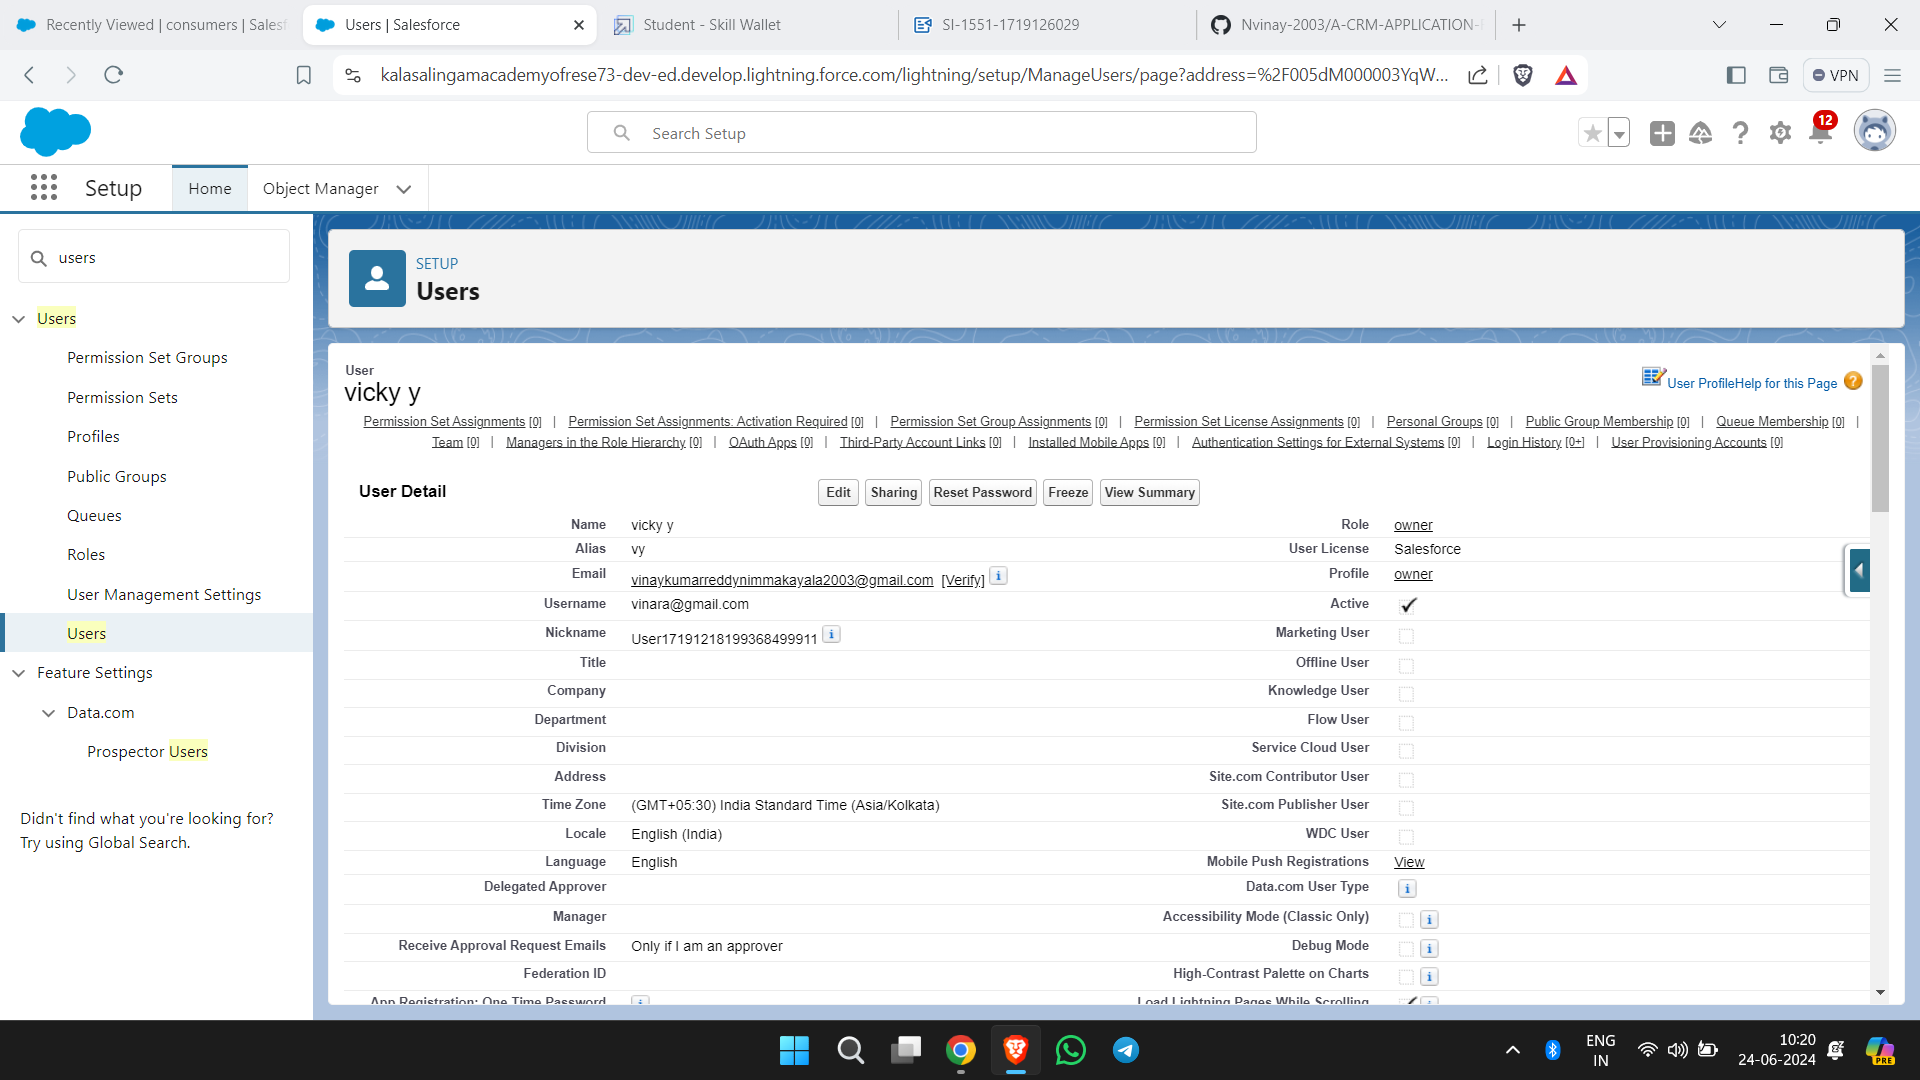 Recently Viewed | consumers | Salesf
Users | Salesforce
Student - Skill Wallet
SI-1551-1719126029
Nvinay-2003/A-CRM-APPLICATION-
kalasalingamacademyofrese73-dev-ed.develop.lightning.force.com/lightning/setup/ManageUsers/page?address=%2F005dM000003YqW...
VPN
Search Setup
12
Setup
Home
Object Manager
users
Users
Permission Set Groups
Permission Sets
Profiles
Public Groups
Queues
Roles
User Management Settings
Users
Feature Settings
Data.com
Prospector Users
Didn't find what you're looking for?
Try using Global Search.
SETUP
Users
User
vicky y
User Profile Help for this Page ?
Permission Set Assignments [0] | Permission Set Assignments: Activation Required [0] | Permission Set Group Assignments [0] | Permission Set License Assignments [0] | Personal Groups [0] | Public Group Membership [0] | Queue Membership [0] |
Team [0] | Managers in the Role Hierarchy [0] | OAuth Apps [0] | Third-Party Account Links [0] | Installed Mobile Apps [0] | Authentication Settings for External Systems [0] | Login History [0+] | User Provisioning Accounts [0]
User Detail
Edit Sharing Reset Password Freeze View Summary
Name vicky y Role owner
Alias vy User License Salesforce
Email vinaykumarreddynimmakayala2003@gmail.com [Verify] i Profile owner
Username vinara@gmail.com Active
Nickname User17191218199368499911 i Marketing User
Title Offline User
Company Knowledge User
Department Flow User
Division Service Cloud User
Address Site.com Contributor User
Time Zone (GMT+05:30) India Standard Time (Asia/Kolkata) Site.com Publisher User
Locale English (India) WDC User
Language English Mobile Push Registrations View
Delegated Approver Data.com User Type i
Manager Accessibility Mode (Classic Only) i
Receive Approval Request Emails Only if I am an approver Debug Mode i
Federation ID High-Contrast Palette on Charts i
App Registration: One Time Password i Load Lightning Pages While Scrolling i
ENG
IN
10:20
24-06-2024
PRE